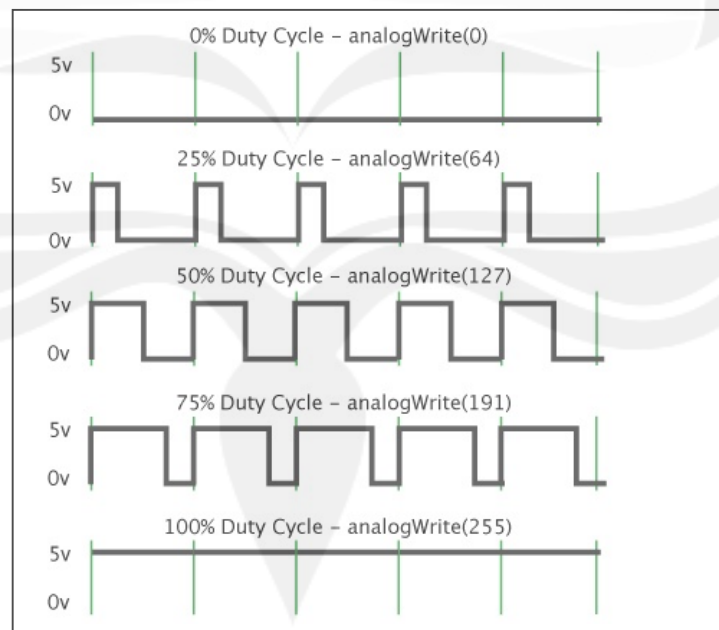 0% Duty Cycle – analogWrite(0)
5v
0v
25% Duty Cycle – analogWrite(64)
5v
0v
50% Duty Cycle – analogWrite(127)
5v
0v
75% Duty Cycle – analogWrite(191)
5v
0v
100% Duty Cycle – analogWrite(255)
5v
0v